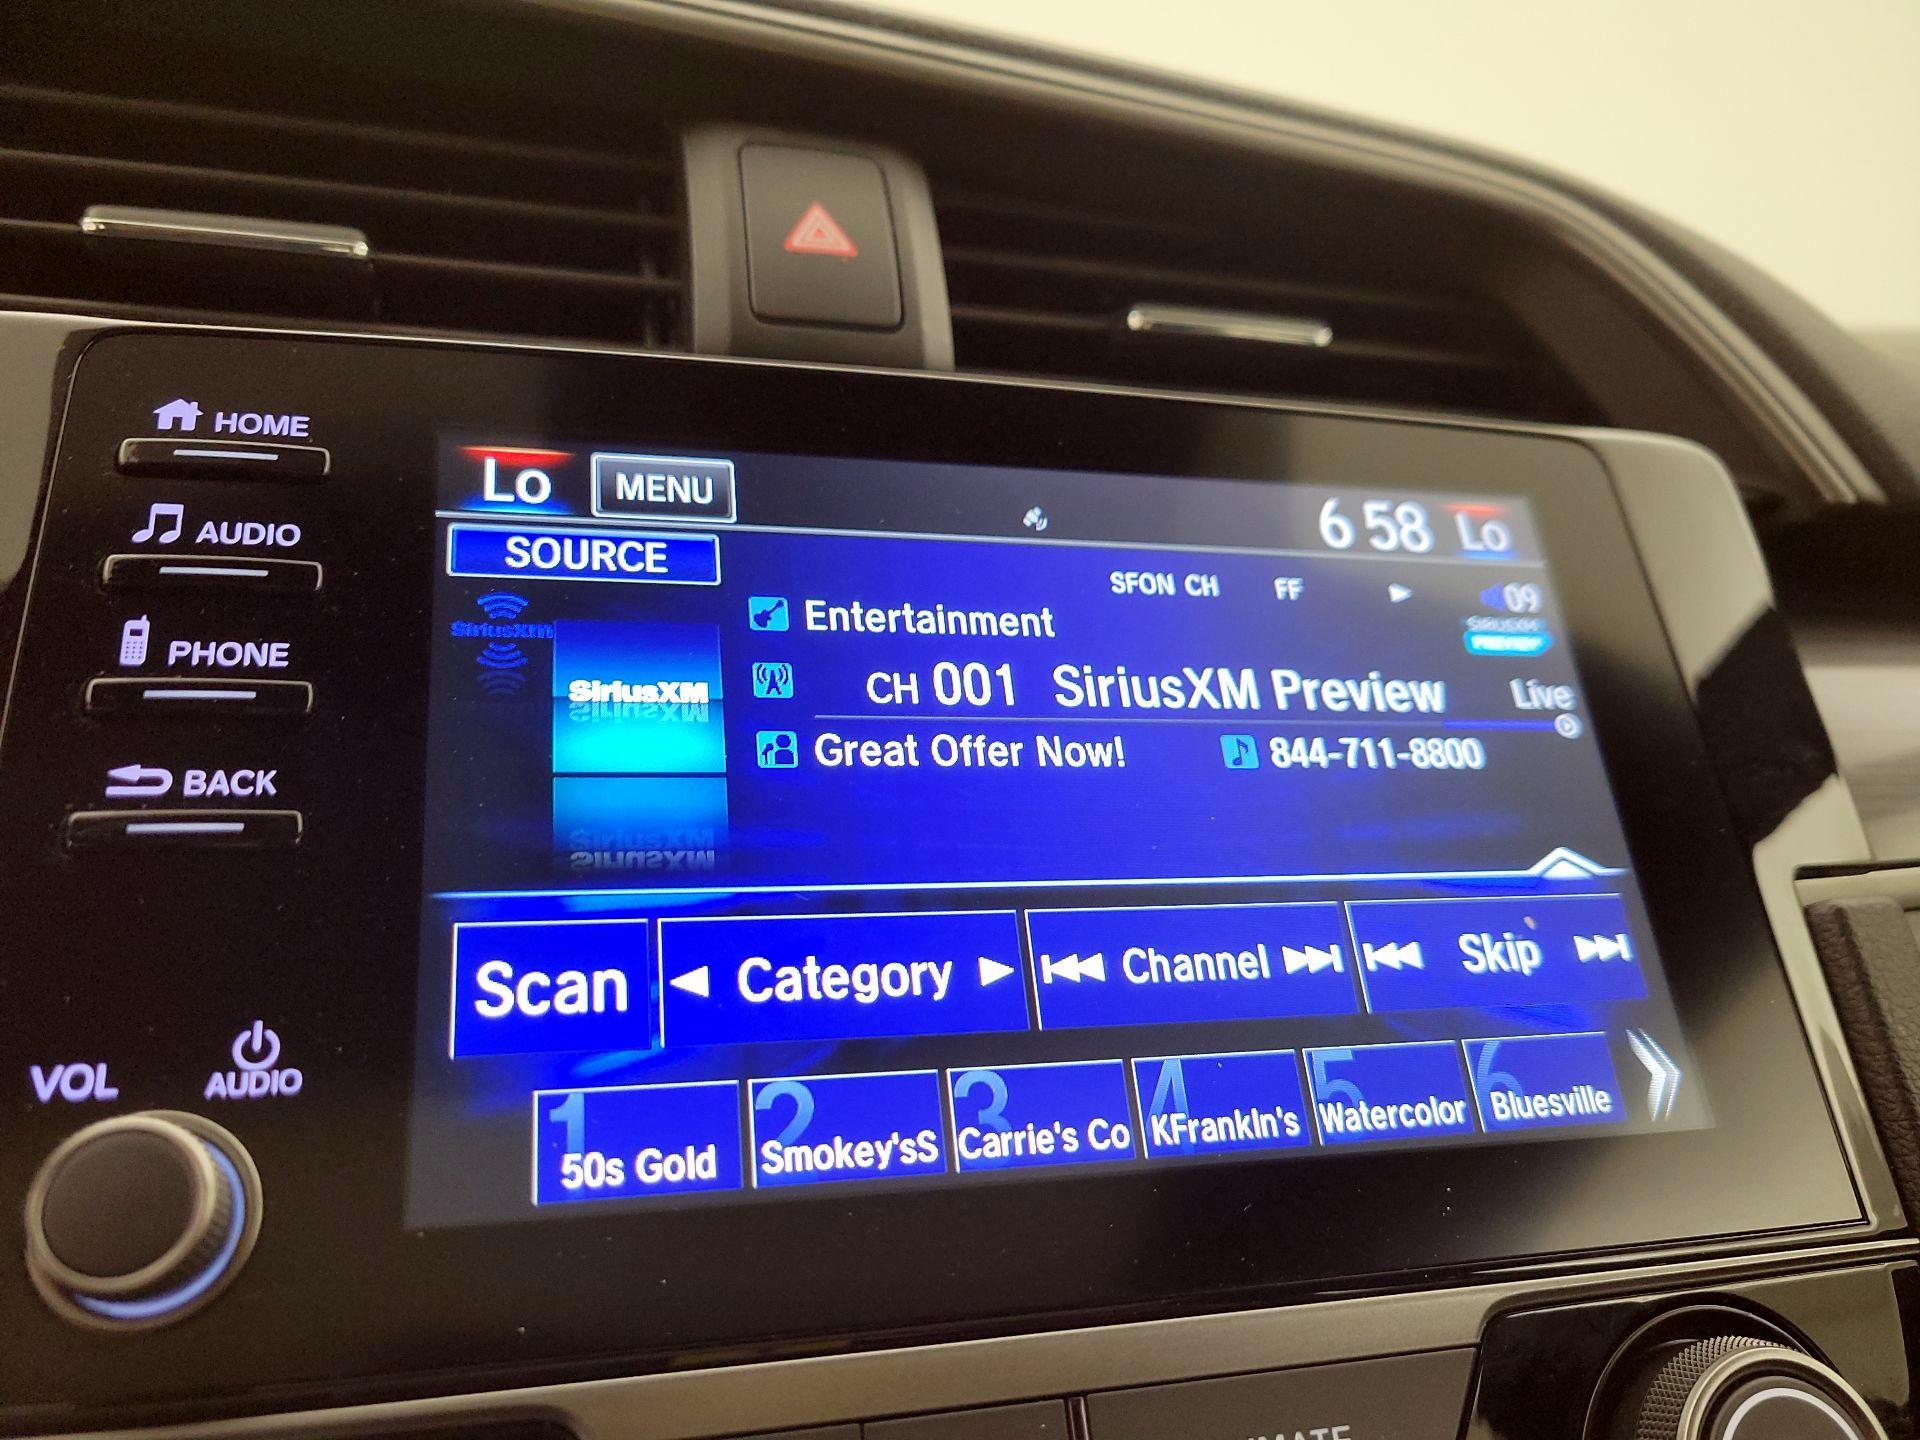 HOME
AUDIO
PHONE
BACK
VOL
AUDIO
Lo
MENU
6 58
Lo
SOURCE
SFON CH
FF
09
SiriusXM
SIRIUSXM
Entertainment
CH 001
SiriusXM Preview
Live
SiriusXM
Great Offer Now!
844-711-8800
Scan
Category
Channel
Skip
1
50s Gold
2
Smokey'sS
3
Carrie's Co
4
KFrankln's
5
Watercolor
6
Bluesville